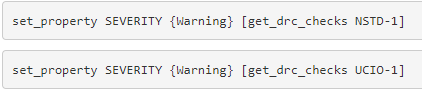 set_property SEVERITY {Warning} [get_drc_checks NSTD-1]
set_property SEVERITY {Warning} [get_drc_checks UCIO-1]